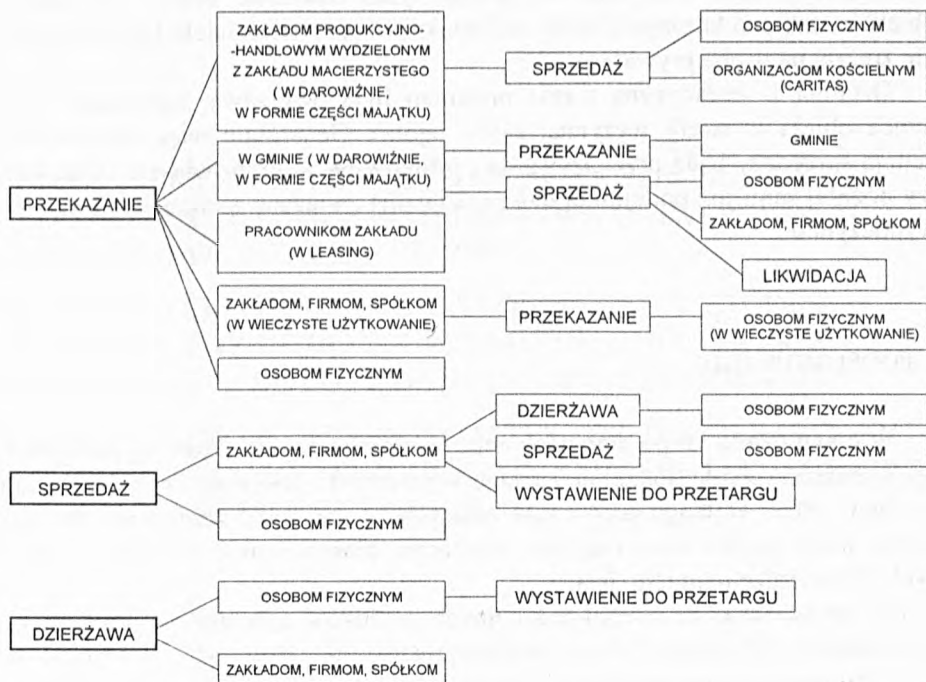 ZAKŁADOM PRODUKCYJNO-
-HANDLOWYM WYDZIELONYM
Z ZAKŁADU MACIERZYSTEGO
( W DAROWIŹNIE,
W FORMIE CZĘŚCI MAJĄTKU)
SPRZEDAŻ
OSOBOM FIZYCZNYM
ORGANIZACJOM KOŚCIELNYM
(CARITAS)
PRZEKAZANIE
W GMINIE ( W DAROWIŹNIE,
W FORMIE CZĘŚCI MAJĄTKU)
PRZEKAZANIE
GMINIE
SPRZEDAŻ
OSOBOM FIZYCZNYM
ZAKŁADOM, FIRMOM, SPÓŁKOM
LIKWIDACJA
PRACOWNIKOM ZAKŁADU
(W LEASING)
ZAKŁADOM, FIRMOM, SPÓŁKOM
(W WIECZYSTE UŻYTKOWANIE)
PRZEKAZANIE
OSOBOM FIZYCZNYM
(W WIECZYSTE UŻYTKOWANIE)
OSOBOM FIZYCZNYM
SPRZEDAŻ
ZAKŁADOM, FIRMOM, SPÓŁKOM
DZIERŻAWA
OSOBOM FIZYCZNYM
SPRZEDAŻ
OSOBOM FIZYCZNYM
WYSTAWIENIE DO PRZETARGU
OSOBOM FIZYCZNYM
DZIERŻAWA
OSOBOM FIZYCZNYM
WYSTAWIENIE DO PRZETARGU
ZAKŁADOM, FIRMOM, SPÓŁKOM